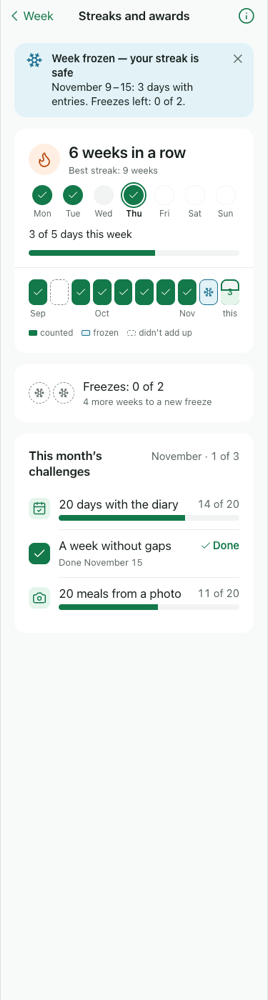 Week
Streaks and awards
Week frozen — your streak is
safe
November 9 – 15: 3 days with
entries. Freezes left: 0 of 2.
6 weeks in a row
Best streak: 9 weeks
Mon Tue Wed Thu Fri Sat Sun
3 of 5 days this week
3
Sep Oct Nov this
counted frozen didn't add up
Freezes: 0 of 2
4 more weeks to a new freeze
This month's
challenges
November · 1 of 3
20 days with the diary 14 of 20
A week without gaps Done
Done November 15
20 meals from a photo 11 of 20